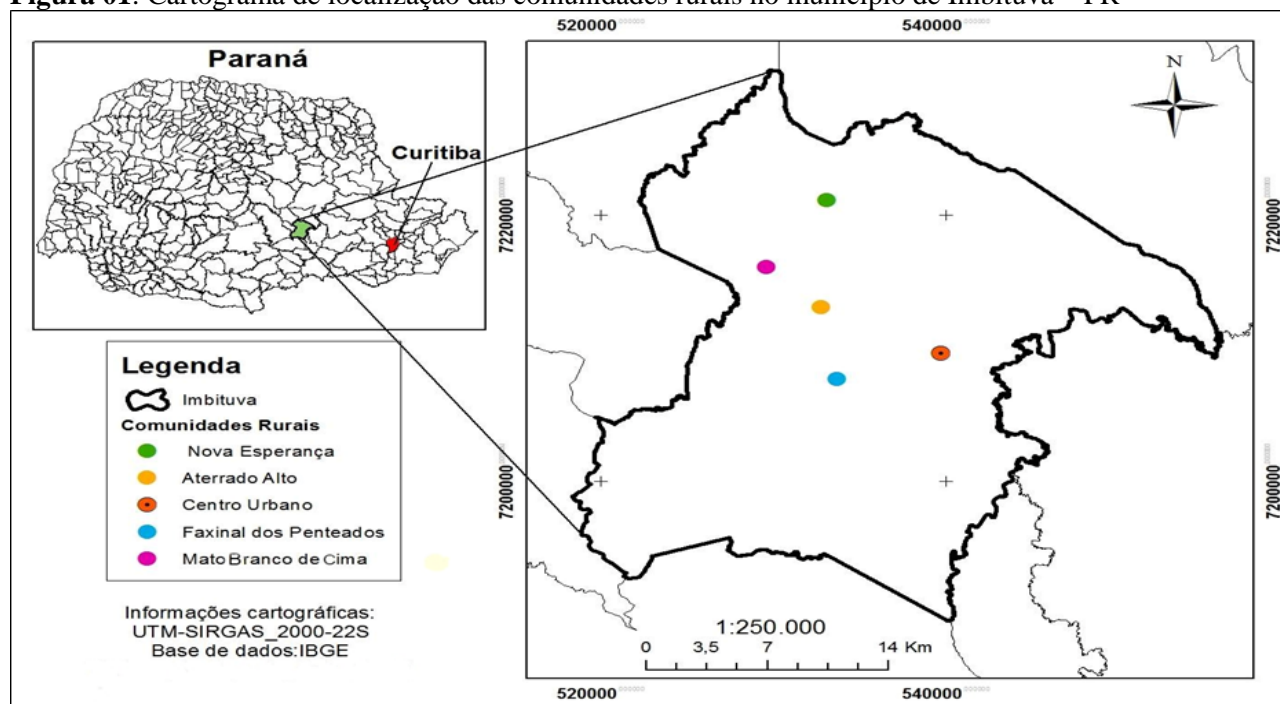 Figura 01: Cartograma de localização das comunidades rurais no município de Imbituva – PR
Paraná
Curitiba
Legenda
Imbituva
Comunidades Rurais
Nova Esperança
Aterrado Alto
Centro Urbano
Faxinal dos Penteados
Mato Branco de Cima
Informações cartográficas:
UTM-SIRGAS_2000-22S
Base de dados:IBGE
520000
540000
N
7220000
7220000
7200000
7200000
1:250.000
0 3,5 7 14 Km
520000
540000